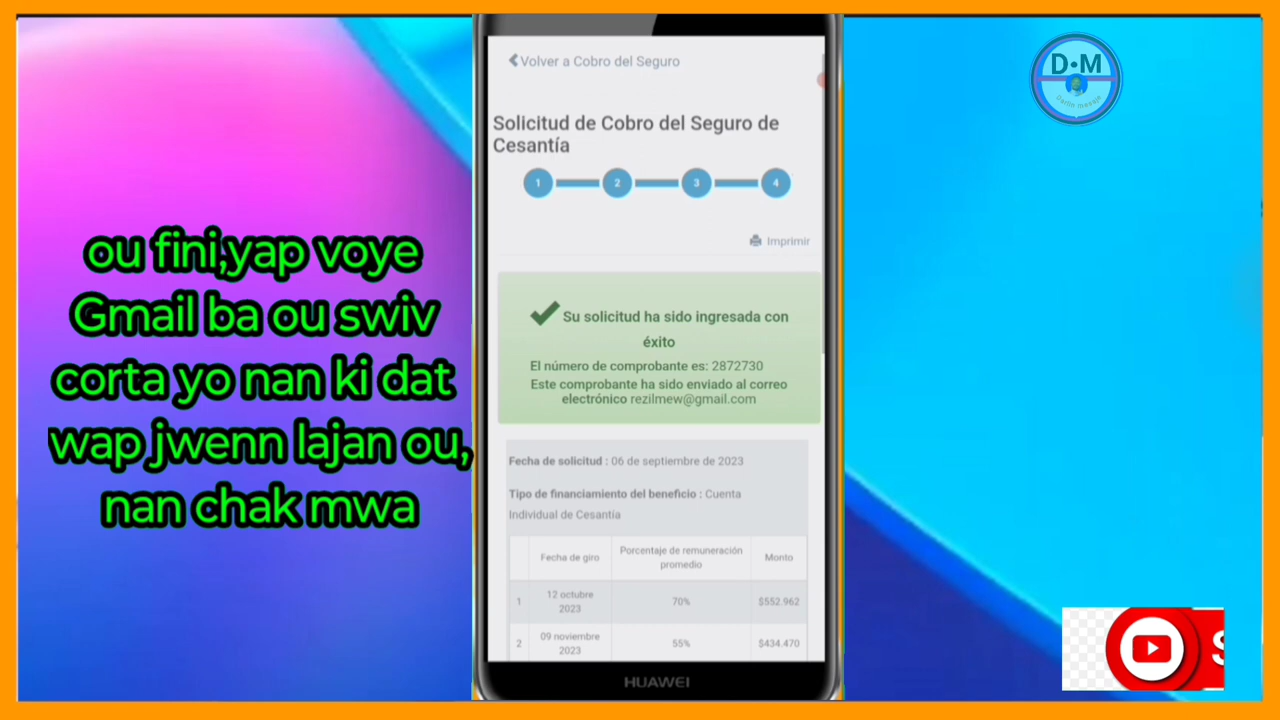 ou fini,yap voye
Gmail ba ou swiv
corta yo nan ki dat
wap jwenn lajan ou,
nan chak mwa
Volver a Cobro del Seguro
Solicitud de Cobro del Seguro de
Cesantía
1 2 3 4
Imprimir
Su solicitud ha sido ingresada con
éxito
El número de comprobante es: 2872730
Este comprobante ha sido enviado al correo
electrónico rezilmew@gmail.com
Fecha de solicitud : 06 de septiembre de 2023
Tipo de financiamiento del beneficio : Cuenta
Individual de Cesantía
Fecha de giro Porcentaje de remuneración promedio Monto
1 12 octubre 2023 70% $552.962
2 09 noviembre 2023 55% $434.470
HUAWEI
D•M
S